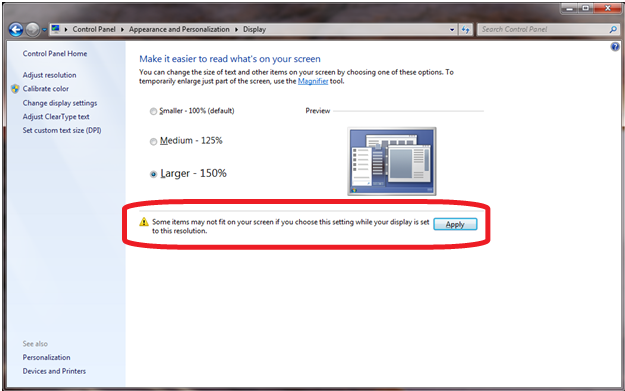 Control Panel ▸ Appearance and Personalization ▸ Display
Search Control Panel
Control Panel Home
Adjust resolution
Calibrate color
Change display settings
Adjust ClearType text
Set custom text size (DPI)
Make it easier to read what's on your screen
You can change the size of text and other items on your screen by choosing one of these options. To
temporarily enlarge just part of the screen, use the Magnifier tool.
Smaller - 100% (default)
Preview
Medium - 125%
Larger - 150%
Some items may not fit on your screen if you choose this setting while your display is set
to this resolution.
Apply
See also
Personalization
Devices and Printers